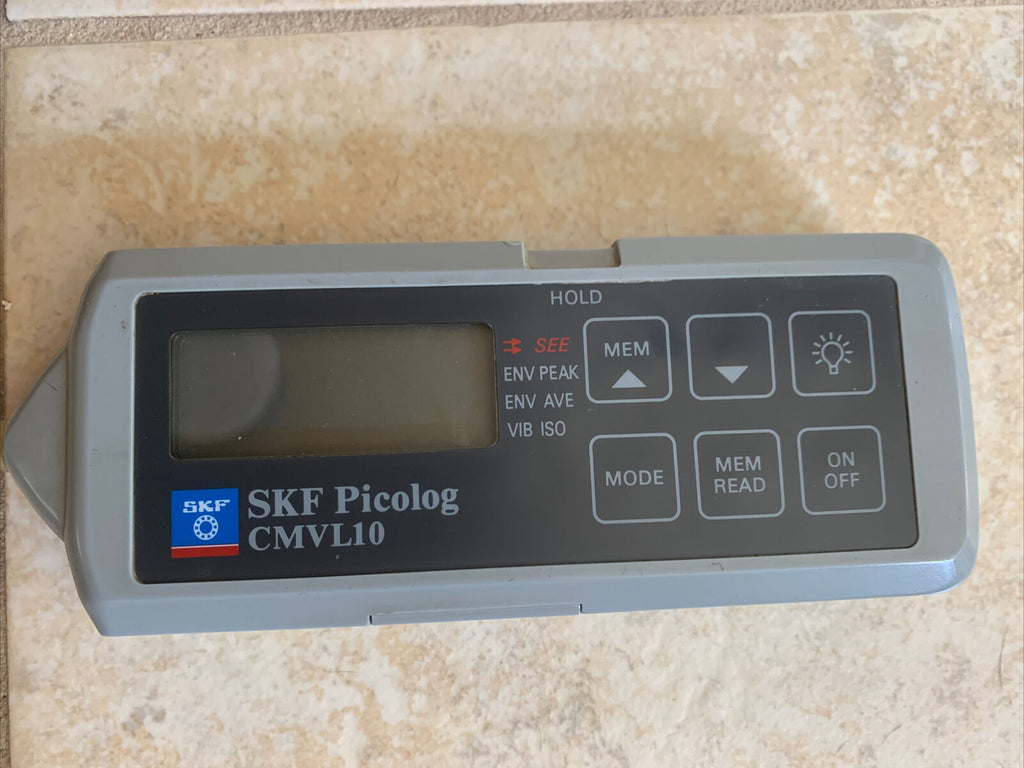 HOLD
SEE
ENV PEAK
ENV AVE
VIB ISO
MEM
MODE
MEM
READ
ON
OFF
SKF
SKF Picolog
CMVL10